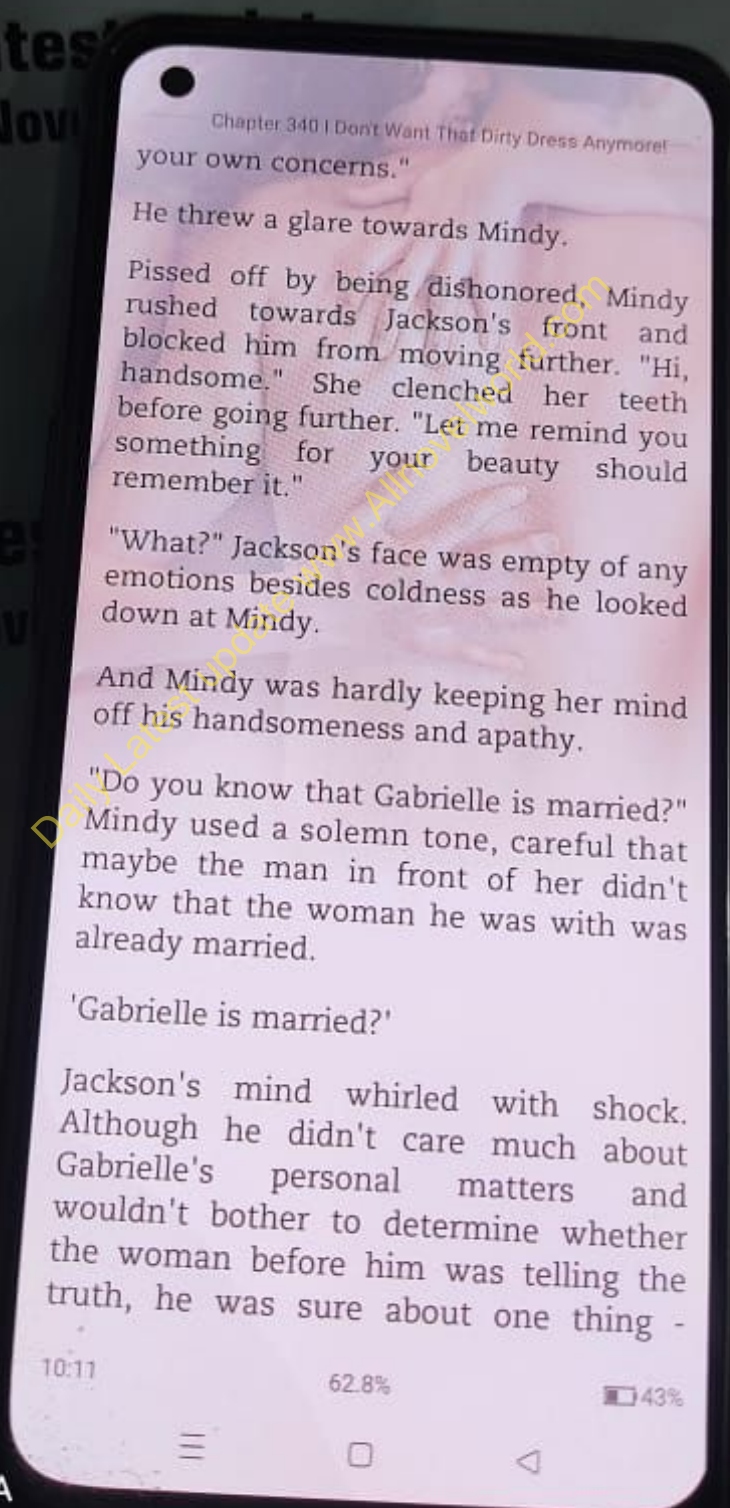 Chapter 340 I Don't Want That Dirty Dress Anymore!
your own concerns."
He threw a glare towards Mindy.
Pissed off by being dishonored, Mindy
rushed towards Jackson's front and
blocked him from moving further. "Hi,
handsome." She clenched her teeth
before going further. "Let me remind you
something for your beauty should
remember it."
"What?" Jackson's face was empty of any
emotions besides coldness as he looked
down at Mindy.
And Mindy was hardly keeping her mind
off his handsomeness and apathy.
"Do you know that Gabrielle is married?"
Mindy used a solemn tone, careful that
maybe the man in front of her didn't
know that the woman he was with was
already married.
'Gabrielle is married?'
Jackson's mind whirled with shock.
Although he didn't care much about
Gabrielle's personal matters and
wouldn't bother to determine whether
the woman before him was telling the
truth, he was sure about one thing -
10:11 62.8% 43%
Daily Latest update www.Allnovelworld.com